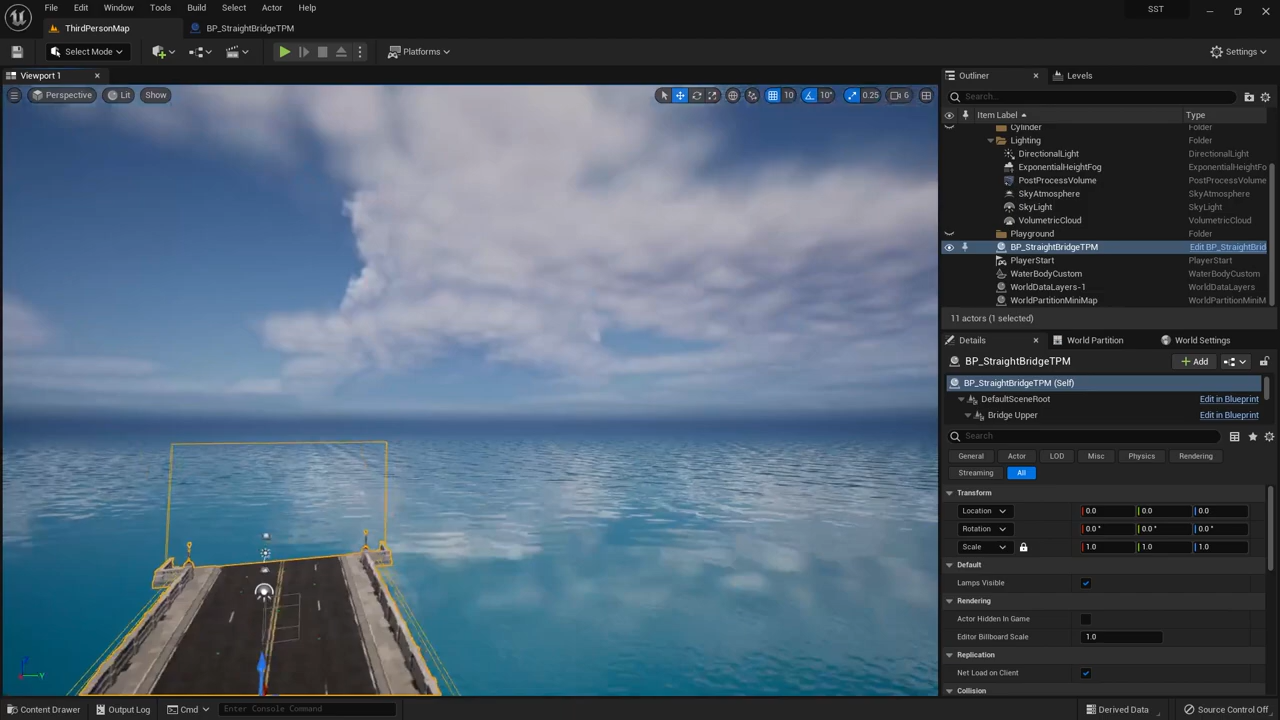 File Edit Window Tools Build Select Actor Help SST
ThirdPersonMap BP_StraightBridgeTPM
Select Mode Platforms Settings
Viewport 1
Perspective Lit Show 10 10° 0.25 6
Outliner Levels
Search...
Item Label Type
Cylinder Folder
Lighting Folder
DirectionalLight DirectionalLight
ExponentialHeightFog ExponentialHeightFo
PostProcessVolume PostProcessVolume
SkyAtmosphere SkyAtmosphere
SkyLight SkyLight
VolumetricCloud VolumetricCloud
Playground Folder
BP_StraightBridgeTPM Edit BP_StraightBrid
PlayerStart PlayerStart
WaterBodyCustom WaterBodyCustom
WorldDataLayers-1 WorldDataLayers
WorldPartitionMiniMap WorldPartitionMiniM
11 actors (1 selected)
Details World Partition World Settings
BP_StraightBridgeTPM + Add
BP_StraightBridgeTPM (Self)
DefaultSceneRoot Edit in Blueprint
Bridge Upper Edit in Blueprint
Search
General Actor LOD Misc Physics Rendering
Streaming All
Transform
Location 0.0 0.0 0.0
Rotation 0.0° 0.0° 0.0°
Scale 1.0 1.0 1.0
Default
Lamps Visible
Rendering
Actor Hidden In Game
Editor Billboard Scale 1.0
Replication
Net Load on Client
Collision
Z
X Y
Content Drawer Output Log Cmd Enter Console Command Derived Data Source Control Off